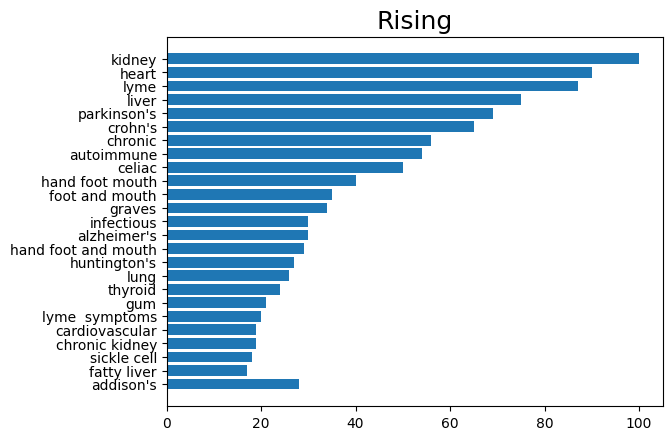 Rising
kidney
heart
lyme
liver
parkinson's
crohn's
chronic
autoimmune
celiac
hand foot mouth
foot and mouth
graves
infectious
alzheimer's
hand foot and mouth
huntington's
lung
thyroid
gum
lyme  symptoms
cardiovascular
chronic kidney
sickle cell
fatty liver
addison's
0 20 40 60 80 100